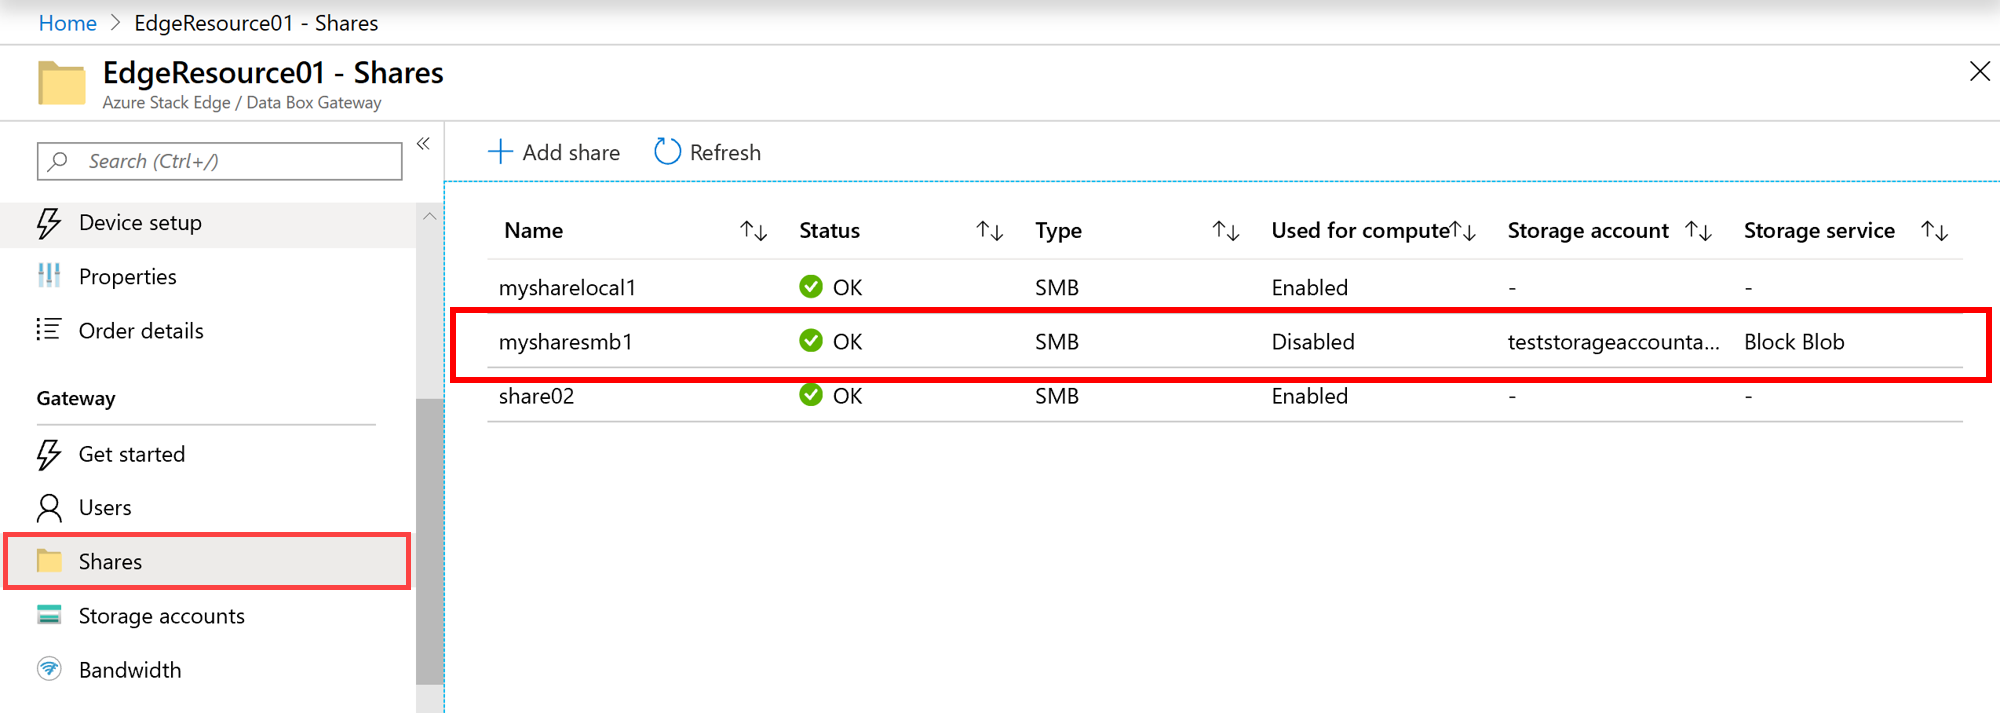 Home > EdgeResource01 - Shares
EdgeResource01 - Shares
Azure Stack Edge / Data Box Gateway
Search (Ctrl+/)
Device setup
Properties
Order details
Gateway
Get started
Users
Shares
Storage accounts
Bandwidth
Add share Refresh
Name Status Type Used for compute Storage account Storage service
mysharelocal1 OK SMB Enabled - -
mysharesmb1 OK SMB Disabled teststorageaccounta... Block Blob
share02 OK SMB Enabled - -